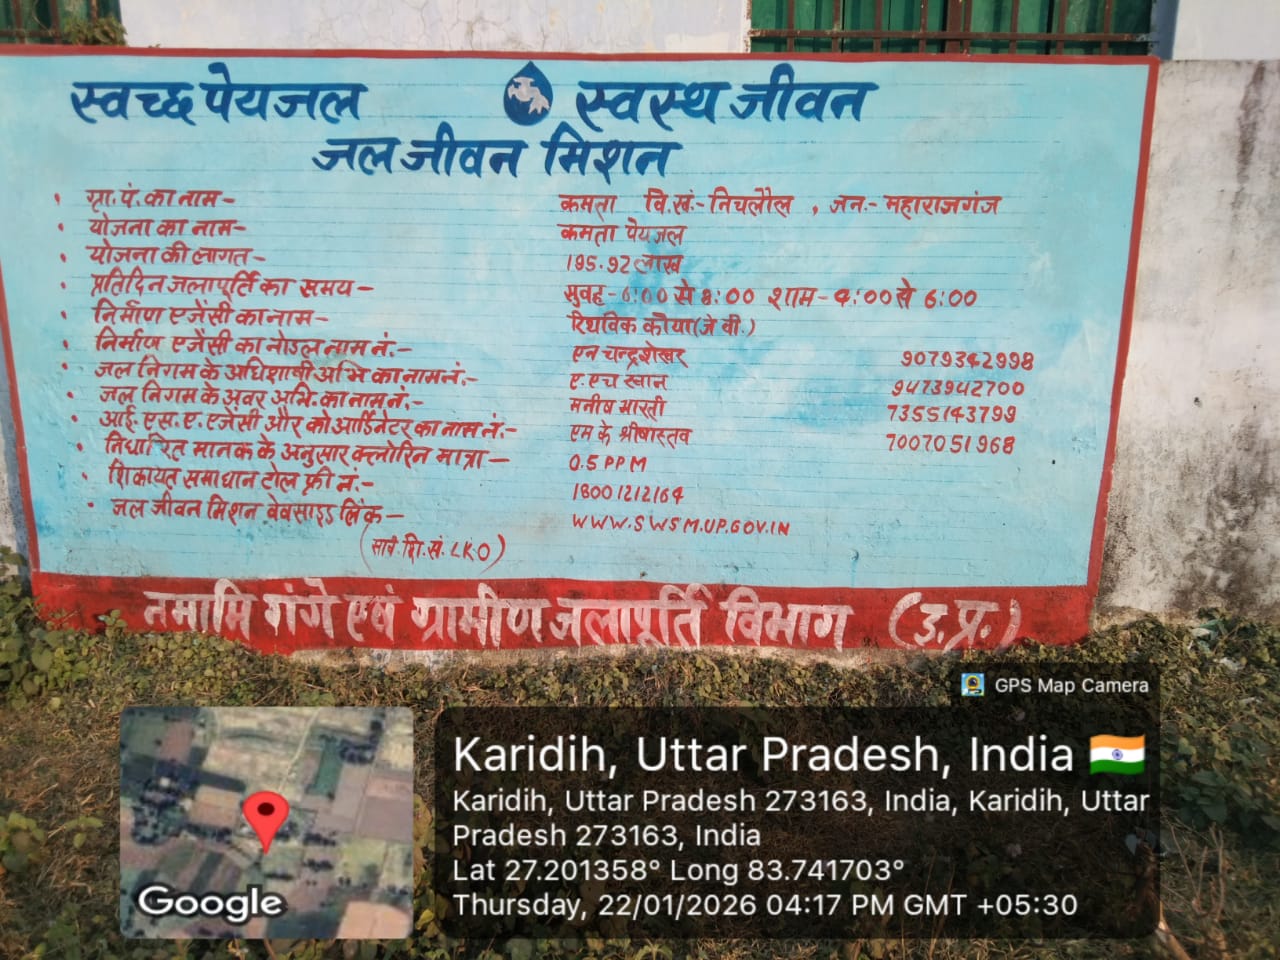 स्वच्छ पेयजल स्वस्थ जीवन
जल जीवन मिशन
• ग्रा. पं. का नाम- कमता वि.खं:- निचलौल , जन.- महाराजगंज
• योजना का नाम- कमता पेयजल
• योजना की लागत- 195.92 लाख
• प्रतिदिन जलापूर्ति का समय- सुवह - 6:00 से 8:00 शाम - 4:00 से 6:00
• निर्माण एजेंसी का नाम- रिथविक कोया (जे वी.)
• निर्माण एजेंसी का नोडल नाम नं:- एन चन्द्रशेखर 9079342998
• जल निगम के अधिशाषी अभि का नाम नं:- ए. एच खान 9473942700
• जल निगम के अवर अभि. का नाम नं:- मनीष भारती 7355143799
• आई. एस. ए. एजेंसी और को आर्डिनेटर का नाम नं:- एम के श्रीवास्तव 7007051968
• निर्धारित मानक के अनुसार क्लोरिन मात्रा- 0.5 PPM
• शिकायत समाधान टोल फ्री नं:- 18001212164
• जल जीवन मिशन वेवसाइड लिंक- WWW.SWSM.UP.GOV.IN
LKO)
नमामि गंगे एवं ग्रामीण जलापूर्ति विभाग (उ.प्र.)
GPS Map Camera
Karidih, Uttar Pradesh, India
Karidih, Uttar Pradesh 273163, India, Karidih, Uttar
Pradesh 273163, India
Lat 27.201358° Long 83.741703°
Thursday, 22/01/2026 04:17 PM GMT +05:30
Google